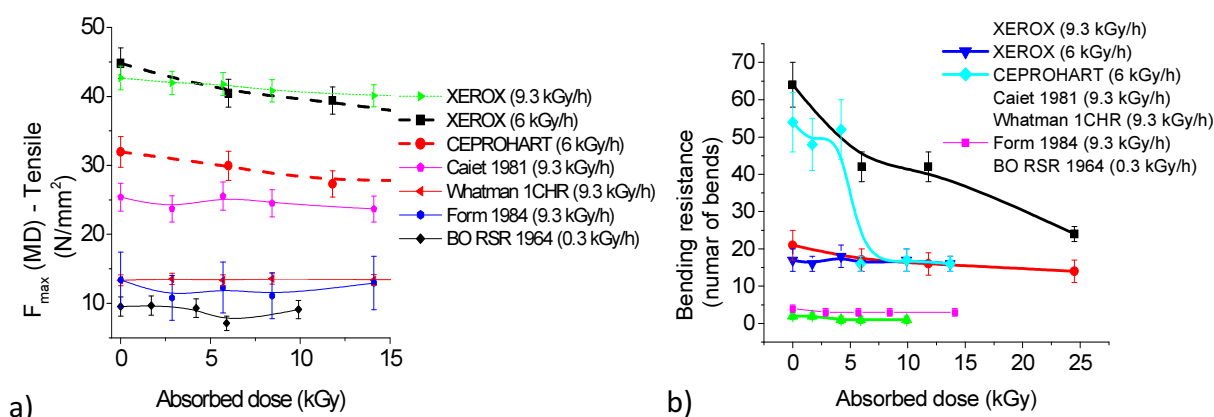 50
40
30
20
10
0
5
10
15
F_max (MD) - Tensile
(N/mm²)
Absorbed dose (kGy)
XEROX (9.3 kGy/h)
XEROX (6 kGy/h)
CEPROHART (6 kGy/h)
Caiet 1981 (9.3 kGy/h)
Whatman 1CHR (9.3 kGy/h)
Form 1984 (9.3 kGy/h)
BO RSR 1964 (0.3 kGy/h)
a)
70
60
50
40
30
20
10
0
0
5
10
15
20
25
Bending resistance
(numar of bends)
Absorbed dose (kGy)
XEROX (9.3 kGy/h)
XEROX (6 kGy/h)
CEPROHART (6 kGy/h)
Caiet 1981 (9.3 kGy/h)
Whatman 1CHR (9.3 kGy/h)
Form 1984 (9.3 kGy/h)
BO RSR 1964 (0.3 kGy/h)
b)